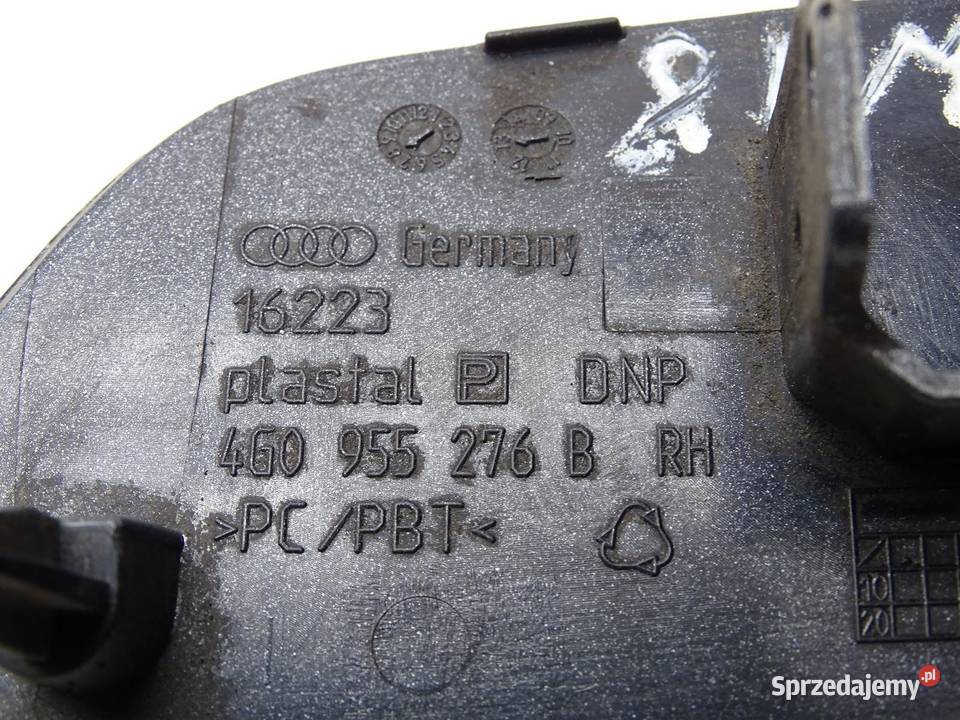 Germany
16223
plastal P DNP
4G0 955 276 B RH
>PC/PBT<
10
20
Sprzedajemy.pl